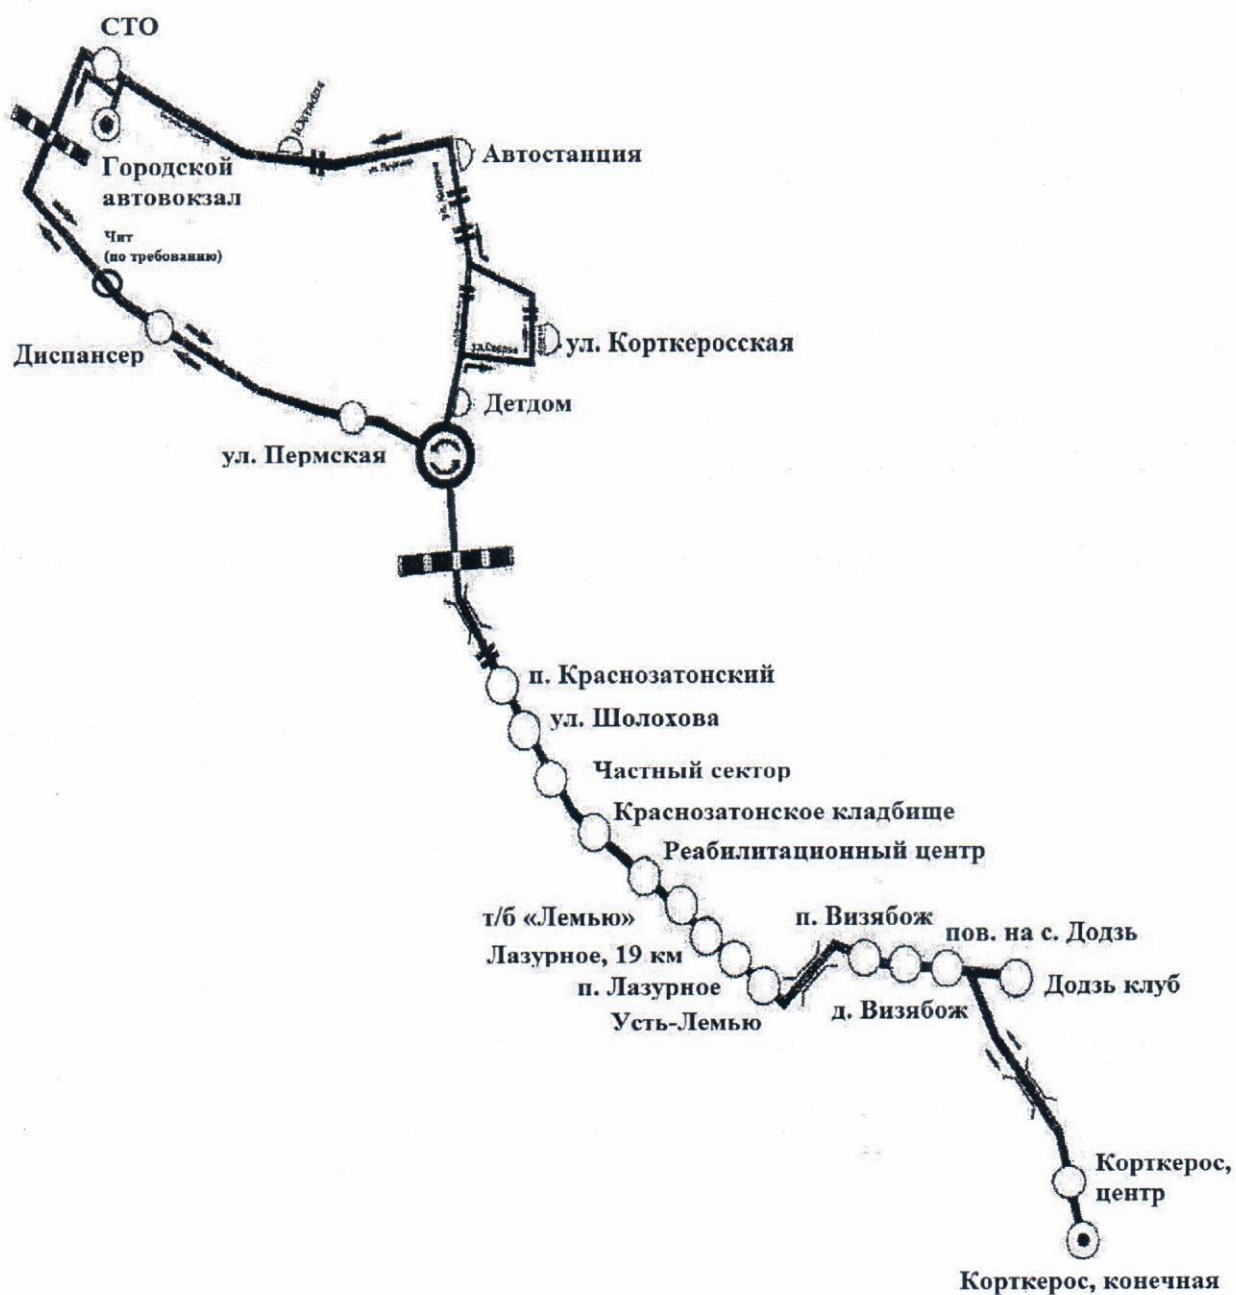 СТО
Автостанция
Городской
автовокзал
Чит
(по требованию)
Диспансер
ул. Корткеросская
Детдом
ул. Пермская
п. Краснозатонский
ул. Шолохова
Частный сектор
Краснозатонское кладбище
Реабилитационный центр
т/б «Лемью»
Лазурное, 19 км
п. Лазурное
Усть-Лемью
п. Визябож
пов. на с. Додзь
д. Визябож
Додзь клуб
Корткерос,
центр
Корткерос, конечная